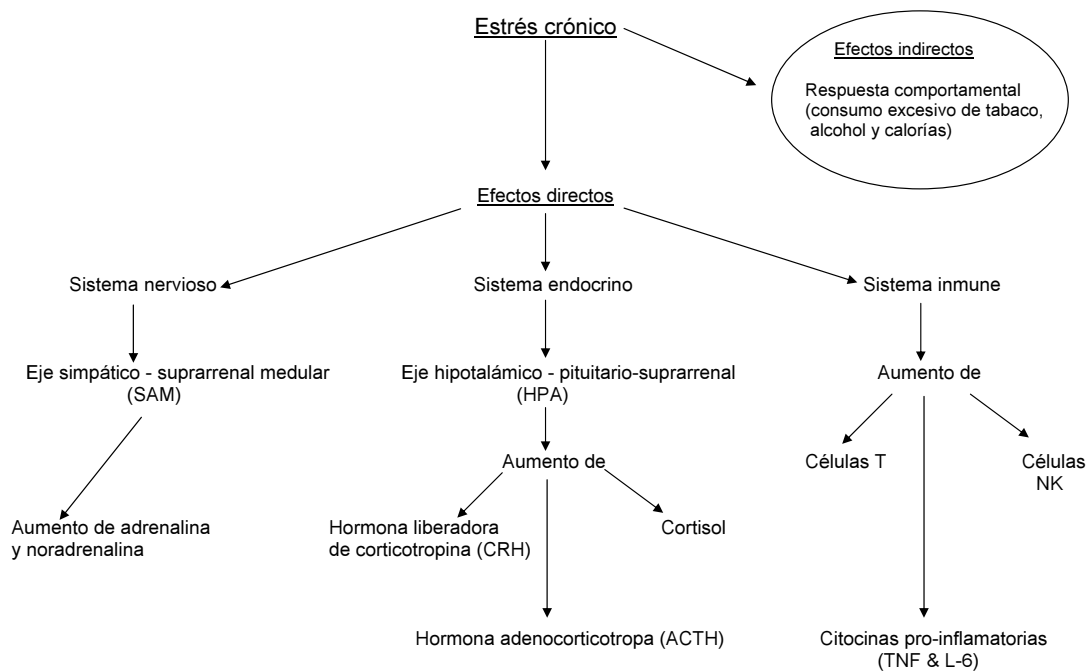 Estrés crónico
Efectos indirectos
Respuesta comportamental
(consumo excesivo de tabaco,
alcohol y calorías)
Efectos directos
Sistema nervioso
Sistema endocrino
Sistema inmune
Eje simpático - suprarrenal medular
(SAM)
Eje hipotalámico - pituitario-suprarrenal
(HPA)
Aumento de
Aumento de
Células T
Células
NK
Aumento de adrenalina
y noradrenalina
Hormona liberadora
de corticotropina (CRH)
Cortisol
Hormona adenocorticotropa (ACTH)
Citocinas pro-inflamatorias
(TNF & L-6)